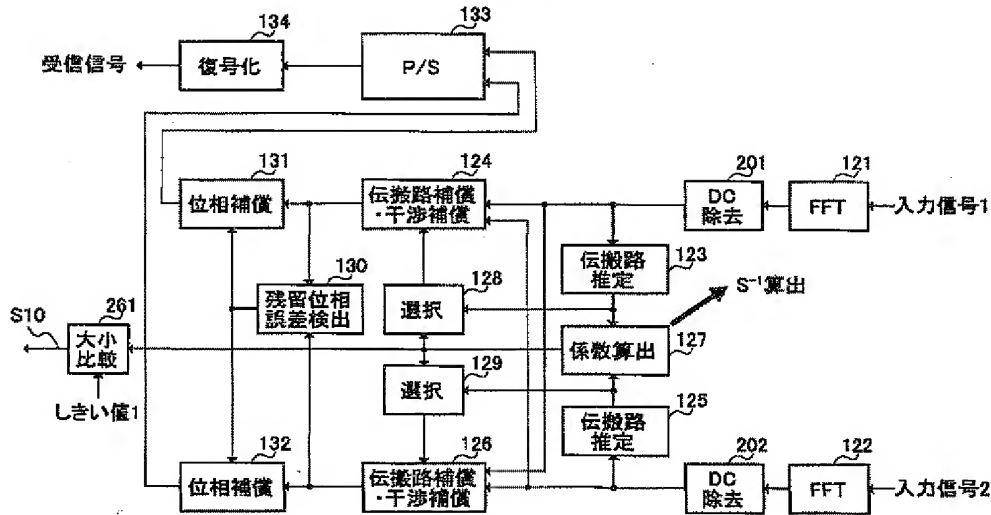 134
133
受信信号
復号化
P/S
131
124
201
121
位相補償
伝搬路補償
・干渉補償
DC
除去
FFT
入力信号1
123
130
128
伝搬路
推定
S⁻¹算出
残留位相
誤差検出
選択
S10
261
大小
比較
係数算出
127
129
選択
しきい値1
125
伝搬路
推定
132
126
202
122
位相補償
伝搬路補償
・干渉補償
DC
除去
FFT
入力信号2